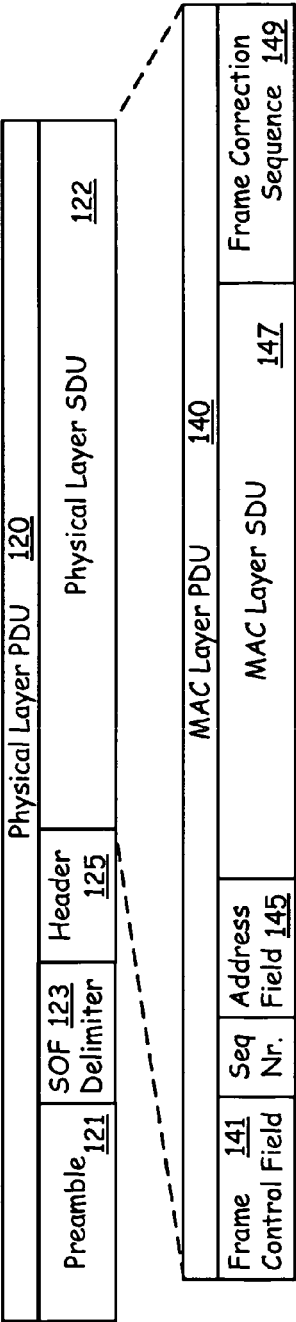 Physical Layer PDU 120
Preamble
121
SOF 123
Delimiter
Header
125
Physical Layer SDU 122
MAC Layer PDU 140
Frame 141
Control Field
Seq
Nr.
Address
Field 145
MAC Layer SDU 147
Frame Correction
Sequence 149